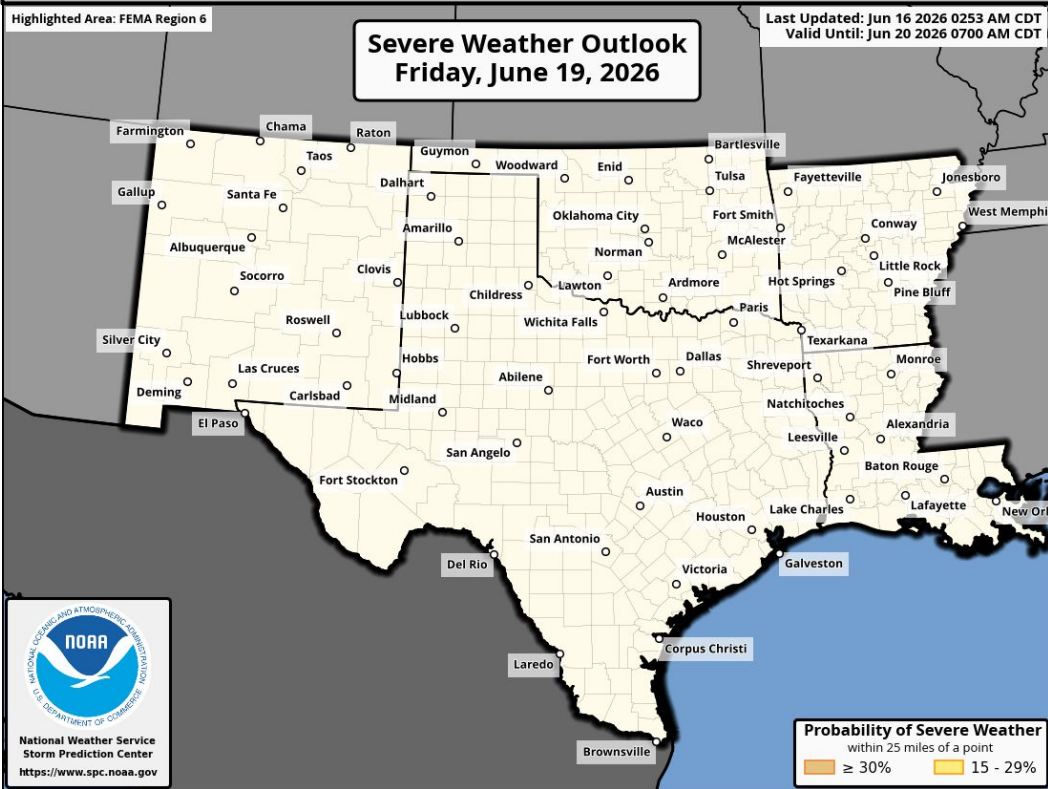 Highlighted Area: FEMA Region 6
Last Updated: Jun 16 2026 0253 AM CDT
Valid Until: Jun 20 2026 0700 AM CDT
Severe Weather Outlook
Friday, June 19, 2026
Farmington
Chama
Raton
Taos
Guymon
Woodward
Enid
Bartlesville
Tulsa
Fayetteville
Jonesboro
Gallup
Santa Fe
Dalhart
Oklahoma City
Fort Smith
West Memphi
Albuquerque
Amarillo
Norman
McAlester
Conway
Socorro
Clovis
Childress
Lawton
Ardmore
Hot Springs
Little Rock
Pine Bluff
Roswell
Lubbock
Wichita Falls
Paris
Texarkana
Silver City
Las Cruces
Hobbs
Fort Worth
Dallas
Shreveport
Monroe
Deming
Carlsbad
Midland
Abilene
Natchitoches
El Paso
Waco
Leesville
Alexandria
San Angelo
Baton Rouge
Fort Stockton
Austin
Houston
Lake Charles
Lafayette
New Orl
San Antonio
Del Rio
Victoria
Galveston
Laredo
Corpus Christi
Brownsville
NATIONAL OCEANIC AND ATMOSPHERIC ADMINISTRATION
NOAA
U.S. DEPARTMENT OF COMMERCE
National Weather Service
Storm Prediction Center
https://www.spc.noaa.gov
Probability of Severe Weather
within 25 miles of a point
≥ 30%
15 - 29%